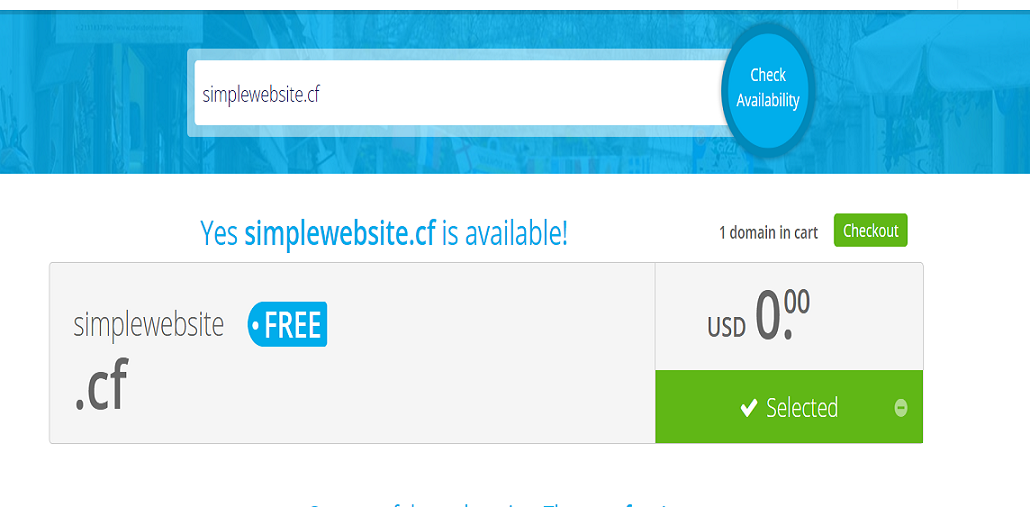 simplewebsite.cf
Check
Availability
Yes simplewebsite.cf is available!
1 domain in cart
Checkout
simplewebsite
FREE
.cf
USD 0.00
Selected